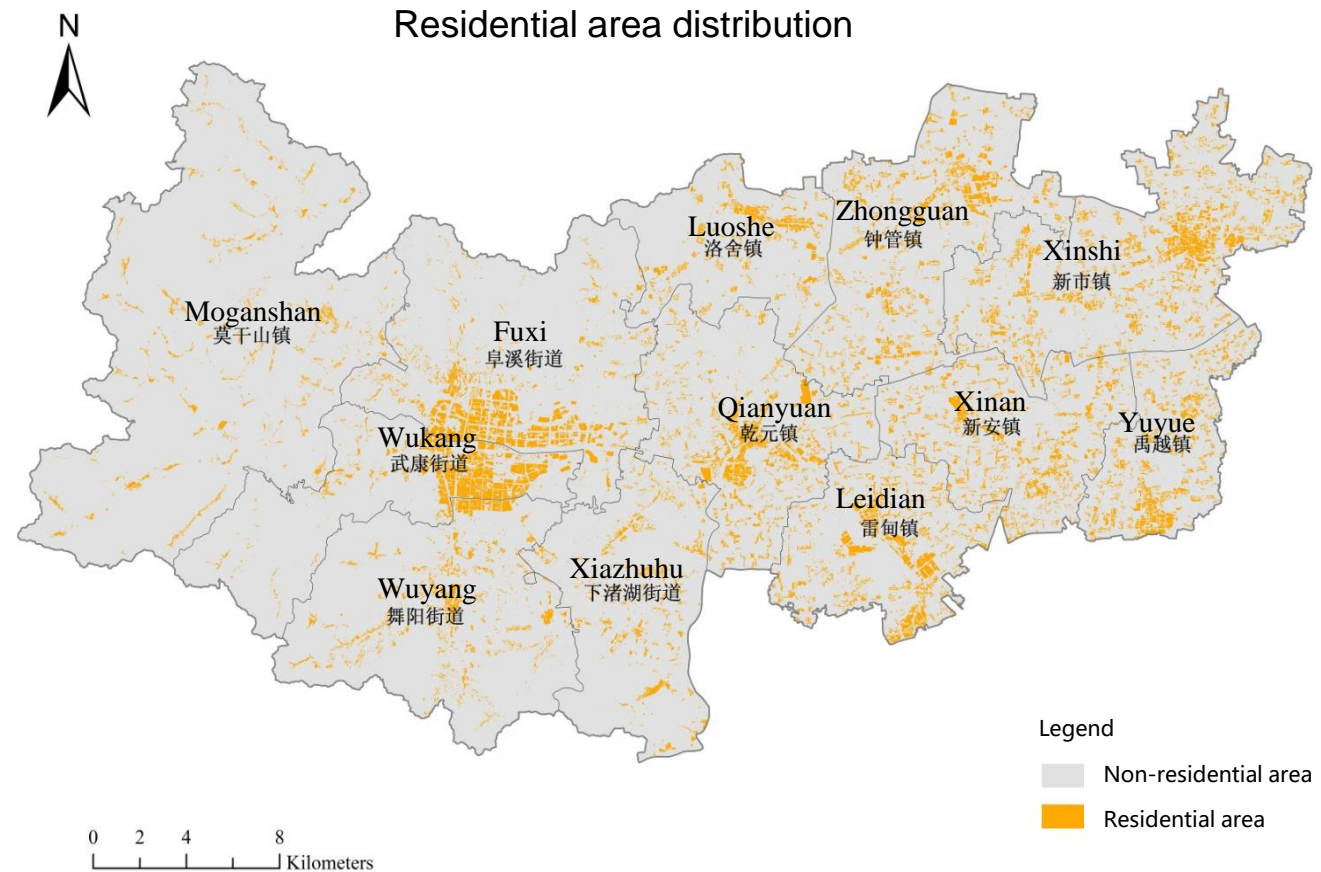 Residential area distribution
N
Luoshe
洛舍镇
Zhongguan
钟管镇
Xinshi
新市镇
Moganshan
莫干山镇
Fuxi
阜溪街道
Qianyuan
乾元镇
Xinan
新安镇
Yuyue
禹越镇
Wukang
武康街道
Leidian
雷甸镇
Wuyang
舞阳街道
Xiazhuhu
下渚湖街道
Legend
Non-residential area
Residential area
0 2 4 8
Kilometers